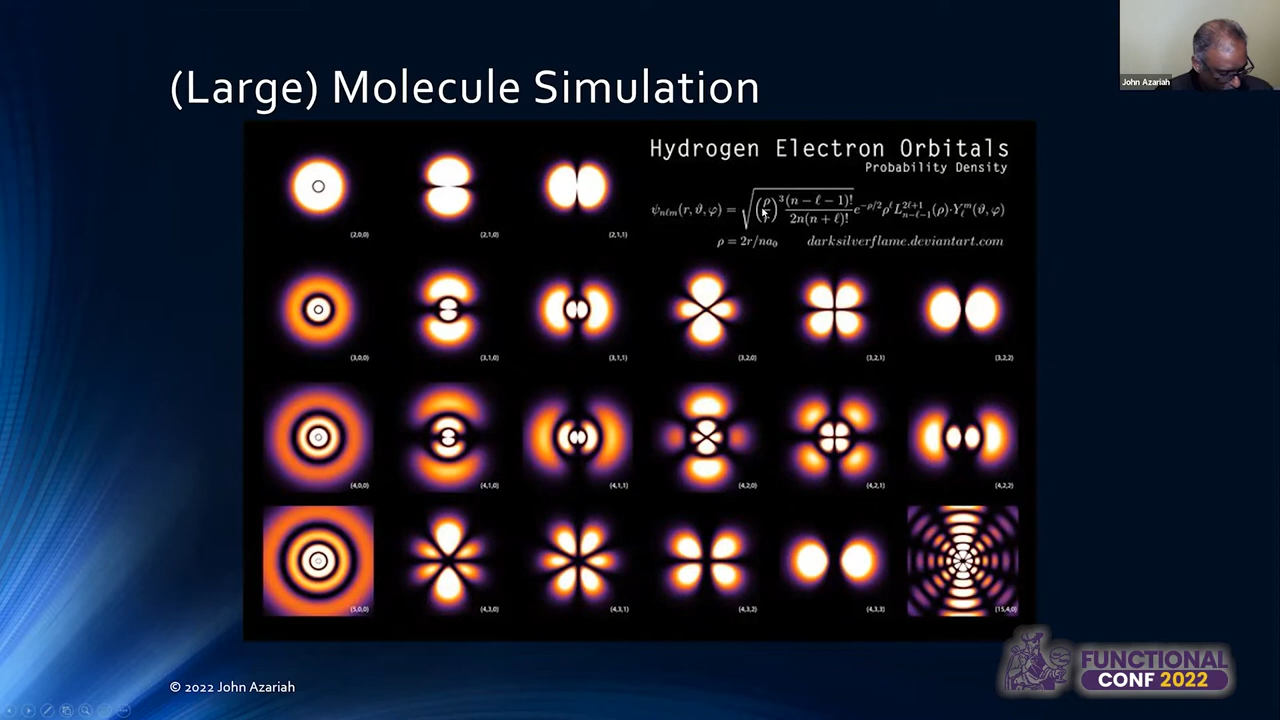 (Large) Molecule Simulation
John Azariah
Hydrogen Electron Orbitals
Probability Density
ψnℓm(r, ϑ, φ) = √((ρ/r)³ (n − ℓ − 1)! / 2n(n + ℓ)!) e^−ρ/2 ρ^ℓ L^2ℓ+1 n−ℓ−1(ρ)·Yℓ^m(ϑ, φ)
ρ = 2r/na₀ darksilverflame.deviantart.com
(2,0,0) (2,1,0) (2,1,1)
(3,0,0) (3,1,0) (3,1,1) (3,2,0) (3,2,1) (3,2,2)
(4,0,0) (4,1,0) (4,1,1) (4,2,0) (4,2,1) (4,2,2)
(5,0,0) (4,3,0) (4,3,1) (4,3,2) (4,3,3) (15,4,0)
© 2022 John Azariah
FUNCTIONAL
CONF 2022